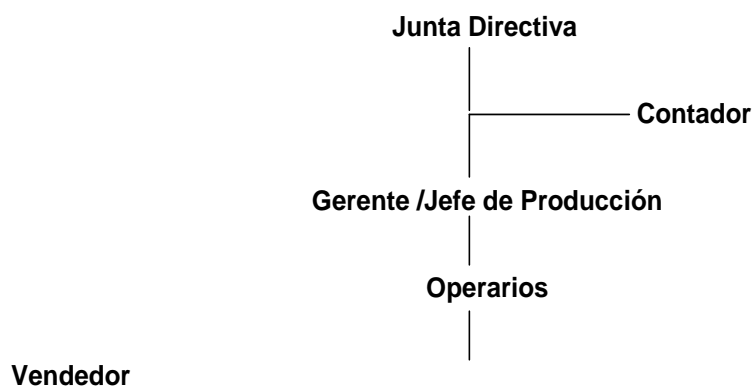 Junta Directiva
Contador
Gerente /Jefe de Producción
Operarios
Vendedor